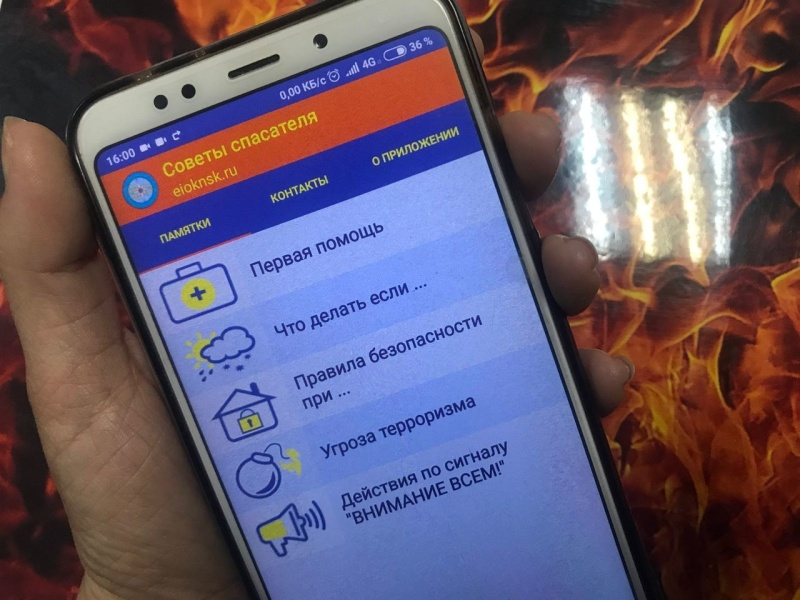 16:00 0,00 КБ/с 4G 36 %
Советы спасателя
eioknsk.ru
ПАМЯТКИ КОНТАКТЫ О ПРИЛОЖЕНИИ
Первая помощь
Что делать если ...
Правила безопасности
при ...
Угроза терроризма
Действия по сигналу
"ВНИМАНИЕ ВСЕМ!"